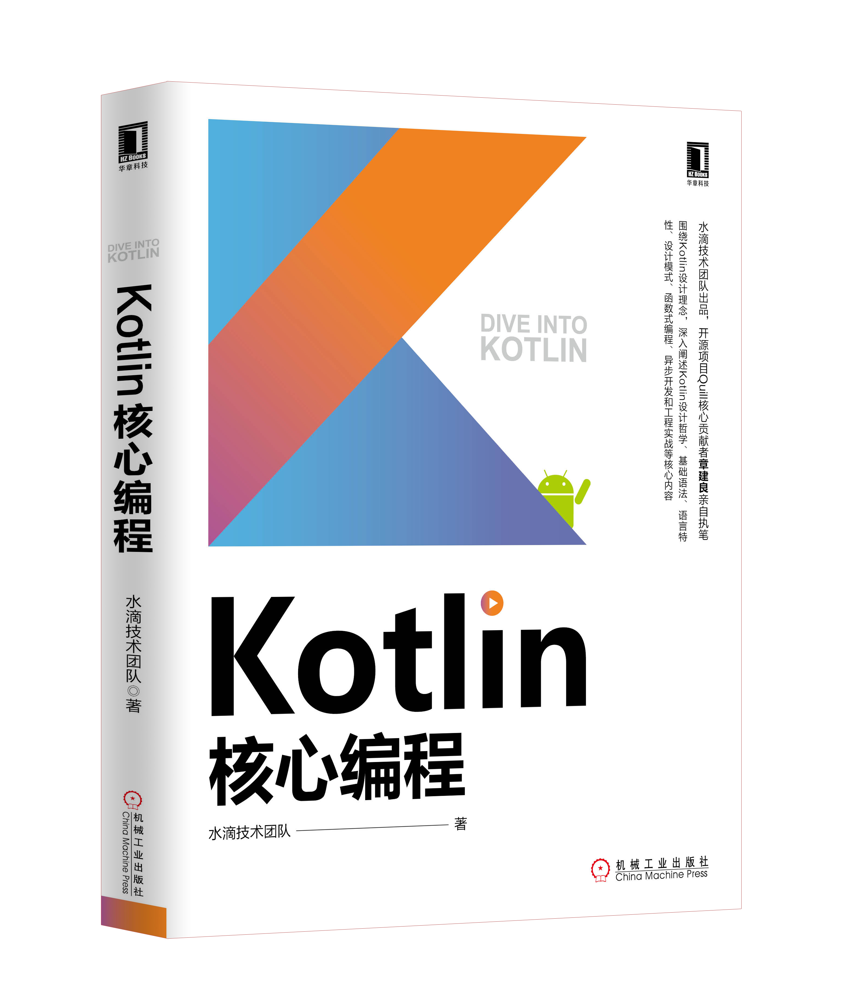 HZ BOOKS
华章科技
DIVE INTO
KOTLIN
Kotlin核心编程
水滴技术团队◎著
机械工业出版社
China Machine Press
HZ BOOKS
华章科技
水滴技术团队出品，开源项目Quill核心贡献者章建良亲自执笔
围绕Kotlin设计理念，深入阐述Kotlin设计哲学、基础语法、语言特
性、设计模式、函数式编程、异步开发和工程实战等核心内容
DIVE INTO
KOTLIN
Kotlin
核心编程
水滴技术团队 著
机械工业出版社
China Machine Press